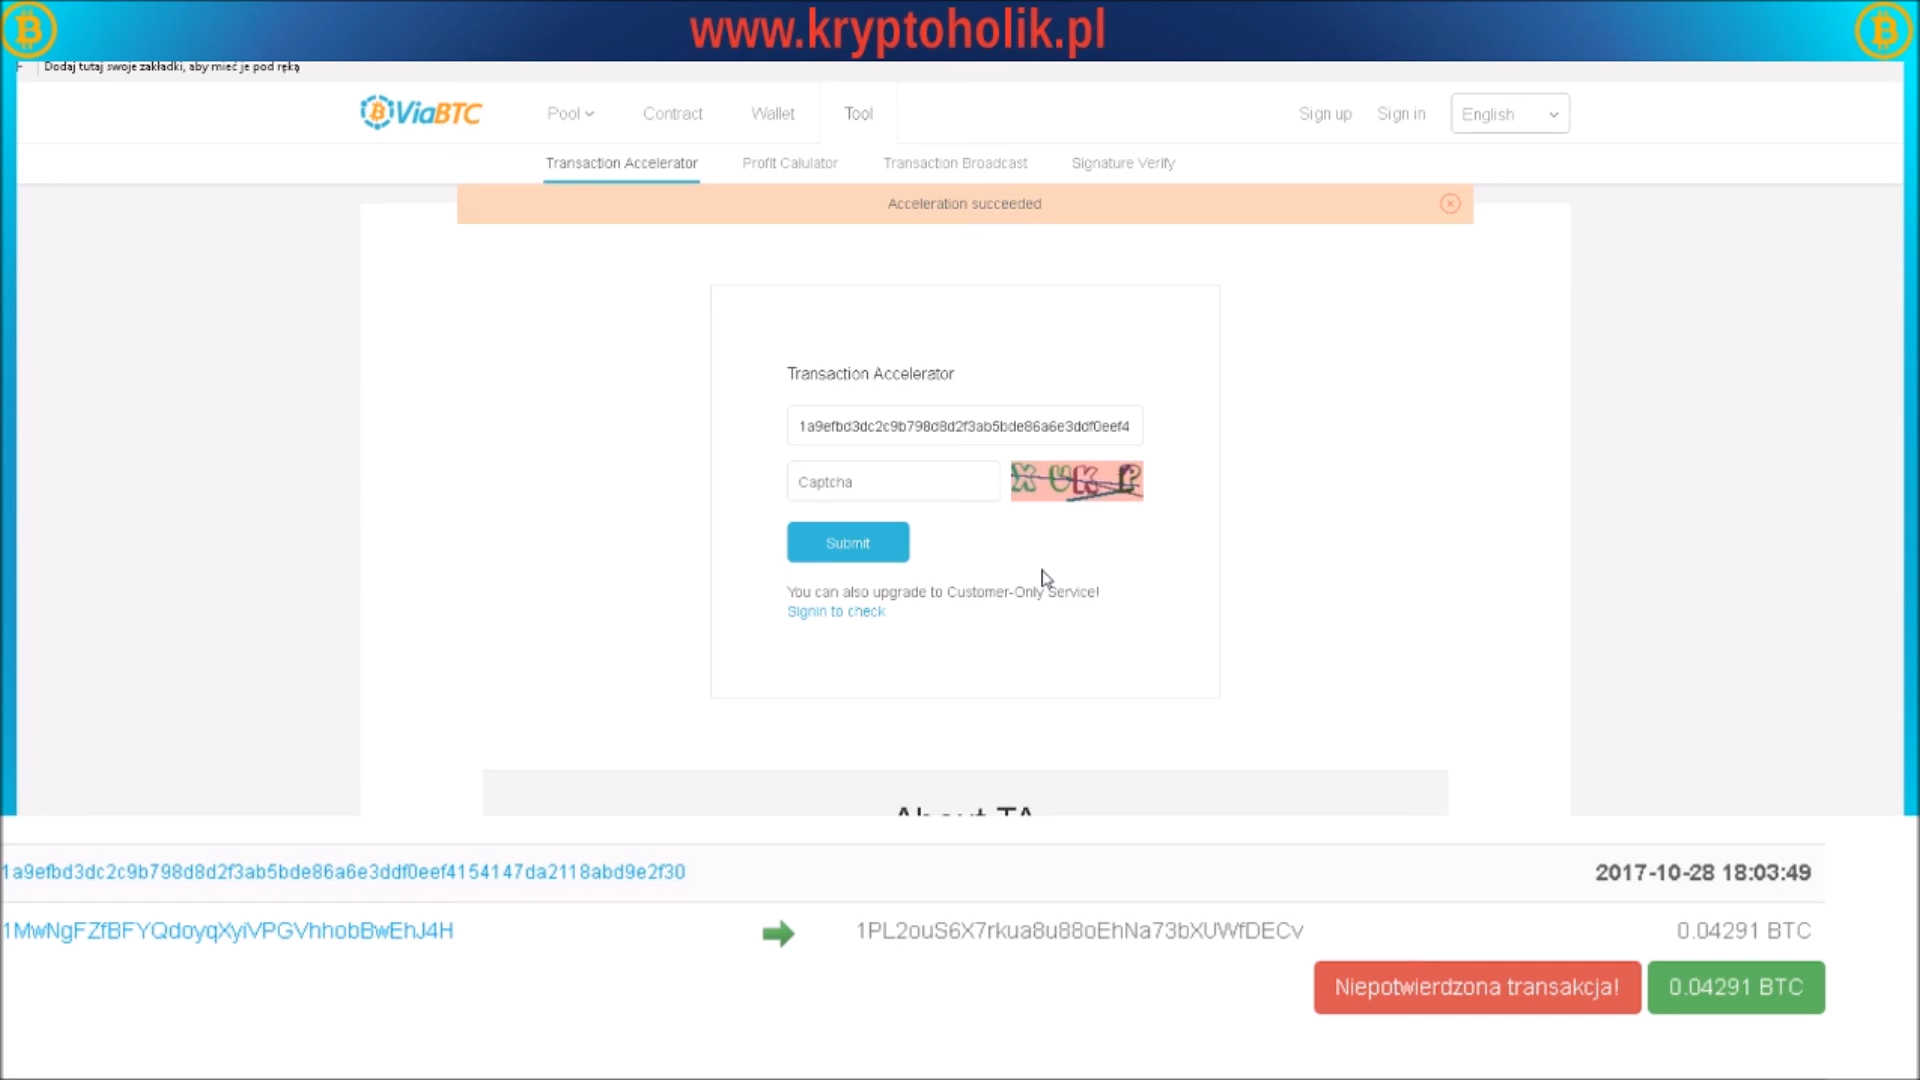 www.kryptoholik.pl
Dodaj tutaj swoje zakładki, aby mieć je pod ręką
ViaBTC Pool Contract Wallet Tool Sign up Sign in English
Transaction Accelerator Profit Calulator Transaction Broadcast Signature Verify
Acceleration succeeded
Transaction Accelerator
1a9efbd3dc2c9b798d8d2f3ab5bde86a6e3ddf0eef4
Captcha X U K P
Submit
You can also upgrade to Customer-Only Service!
Signin to check
About TA
1a9efbd3dc2c9b798d8d2f3ab5bde86a6e3ddf0eef4154147da2118abd9e2f30 2017-10-28 18:03:49
1MwNgFZfBFYQdoyqXyiVPGVhhobBwEhJ4H 1PL2ouS6X7rkua8u88oEhNa73bXUWfDECv 0.04291 BTC
Niepotwierdzona transakcja! 0.04291 BTC